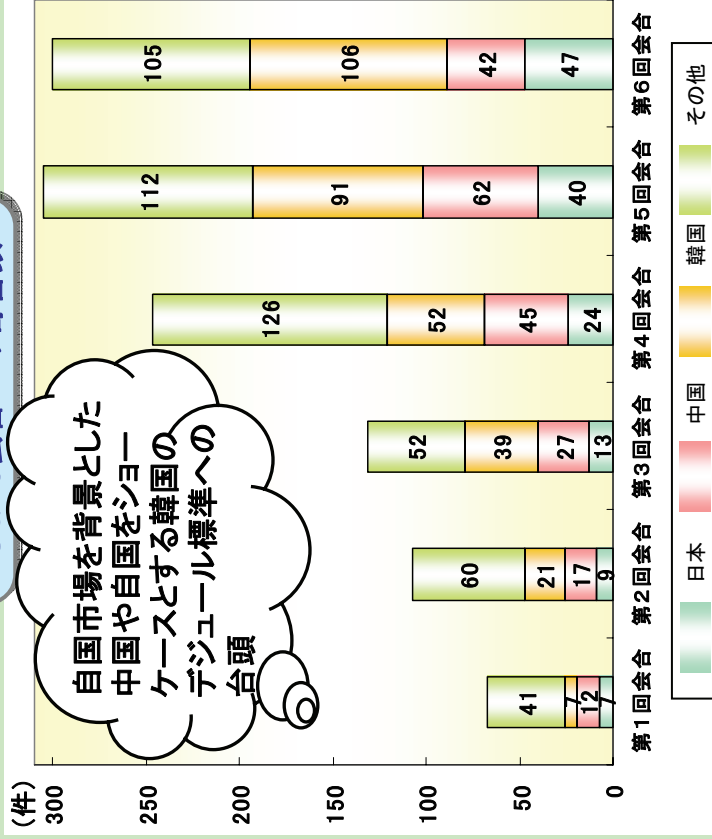 (件)
300
250
200
150
100
50
0
自国市場を背景とした
中国や自国をショー
ケースとする韓国の
デジュール標準への
台頭
41
7
12
7
60
21
17
9
52
39
27
13
126
52
45
24
112
91
62
40
105
106
42
47
第1回会合
第2回会合
第3回会合
第4回会合
第5回会合
第6回会合
日本
中国
韓国
その他